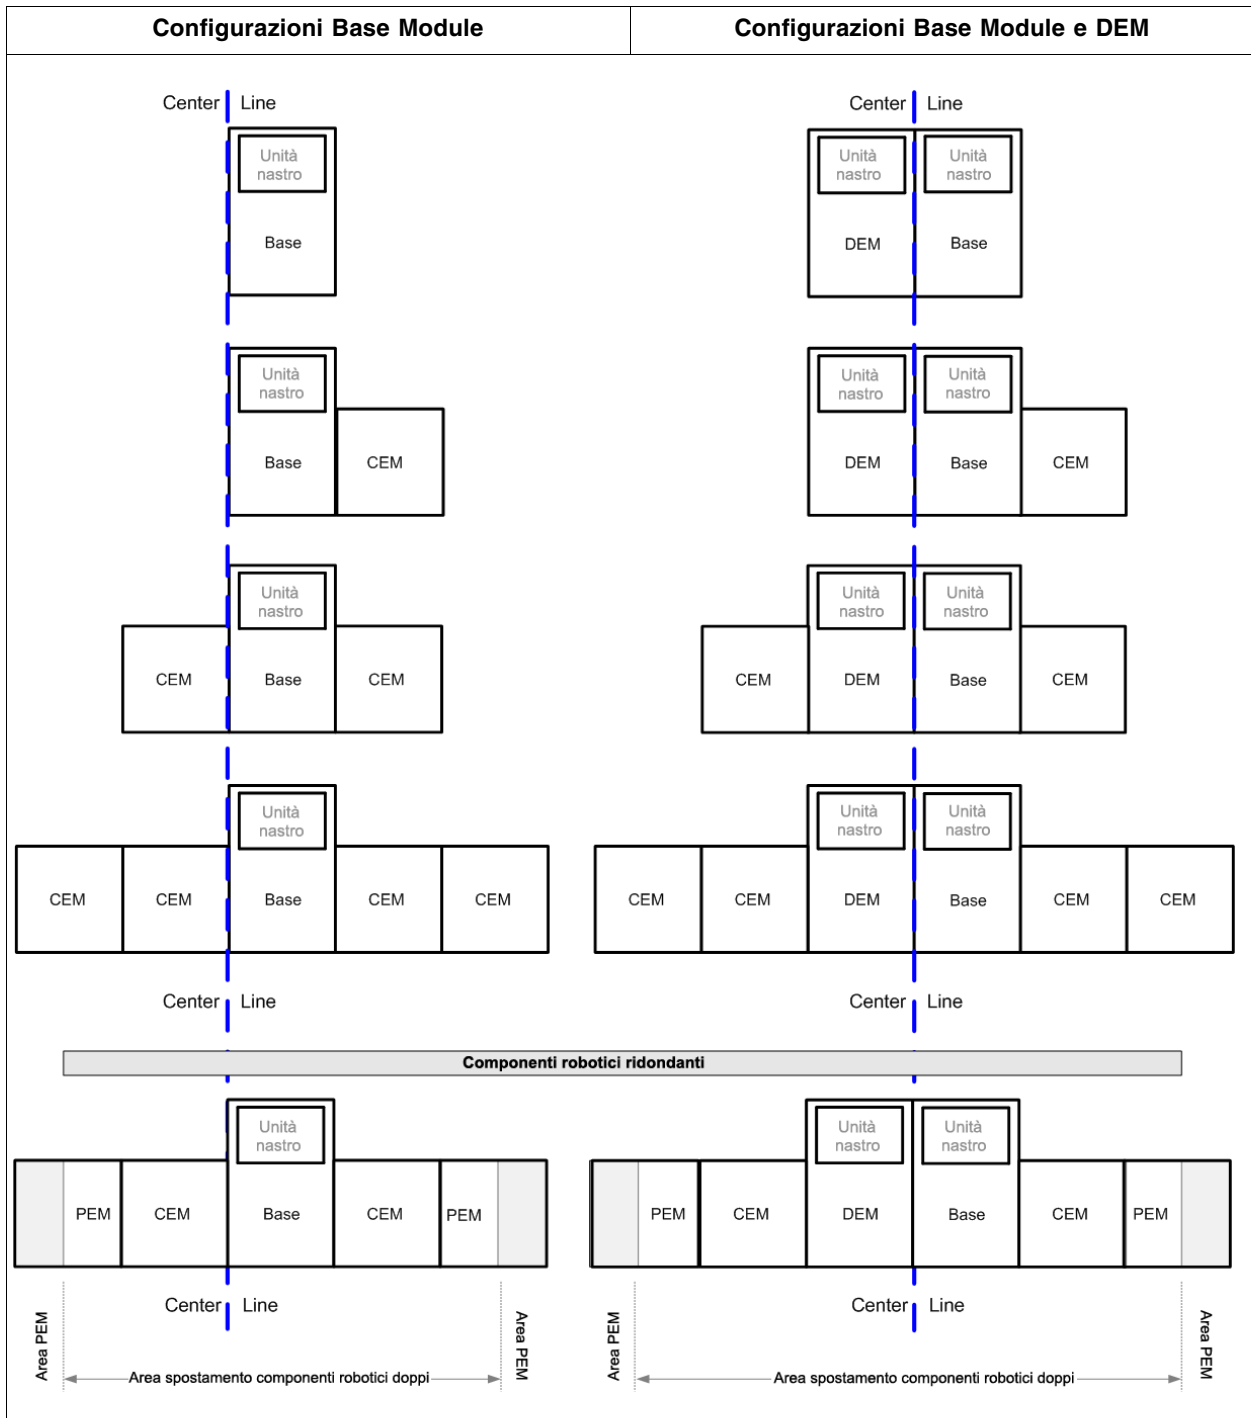 Configurazioni Base Module
Configurazioni Base Module e DEM
Center Line
Center Line
Unità
nastro
Base
Unità
nastro
Unità
nastro
DEM
Base
Unità
nastro
Base
CEM
Unità
nastro
Unità
nastro
DEM
Base
CEM
Unità
nastro
CEM
Base
CEM
Unità
nastro
Unità
nastro
CEM
DEM
Base
CEM
Unità
nastro
CEM
CEM
Base
CEM
CEM
Unità
nastro
Unità
nastro
CEM
CEM
DEM
Base
CEM
CEM
Center Line
Center Line
Componenti robotici ridondanti
Unità
nastro
PEM
CEM
Base
CEM
PEM
Unità
nastro
Unità
nastro
PEM
CEM
DEM
Base
CEM
PEM
Center Line
Center Line
Area PEM
Area spostamento componenti robotici doppi
Area PEM
Area PEM
Area spostamento componenti robotici doppi
Area PEM